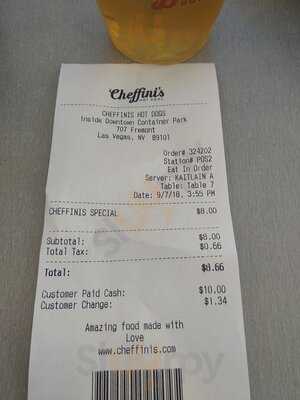 Cheffini's
HOT DOGS
CHEFFINIS HOT DOGS
Inside Downtown Container Park
707 Fremont
Las Vegas, NV 89101
Order# 324202
Station# POS2
Eat In Order
Server: KAITLAIN A
Table: Table 7
Date: 9/7/18, 3:55 PM
CHEFFINIS SPECIAL $8.00
Subtotal: $8.00
Total Tax: $0.66
Total: $8.66
Customer Paid Cash: $10.00
Customer Change: $1.34
Amazing food made with
Love
www.cheffinis.com